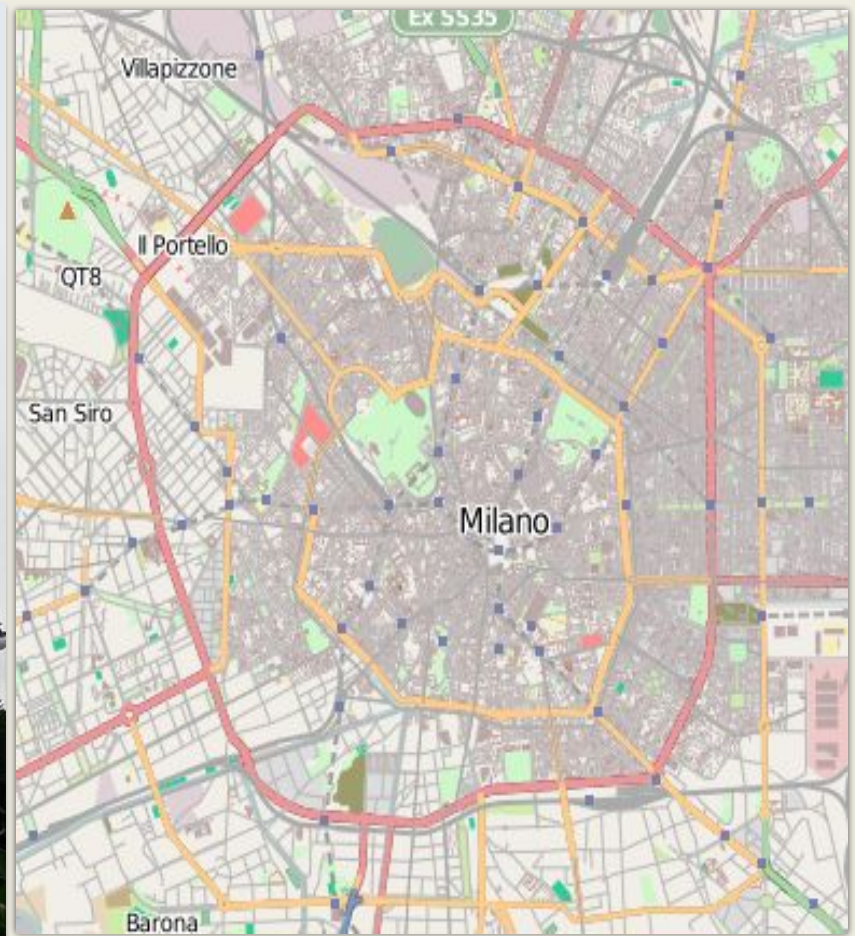 Ex SS35
Villapizzone
Il Portello
QT8
San Siro
Milano
Barona